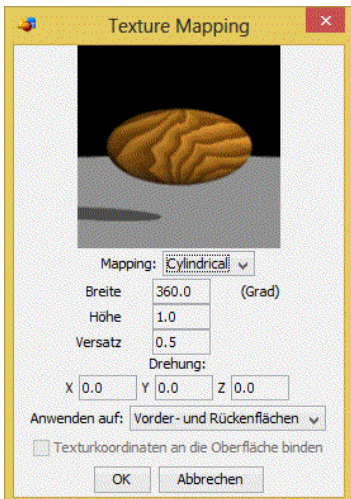 Texture Mapping
Mapping: Cylindrical
Breite 360.0 (Grad)
Höhe 1.0
Versatz 0.5
Drehung:
X 0.0 Y 0.0 Z 0.0
Anwenden auf: Vorder- und Rückenflächen
Texturkoordinaten an die Oberfläche binden
OK Abbrechen